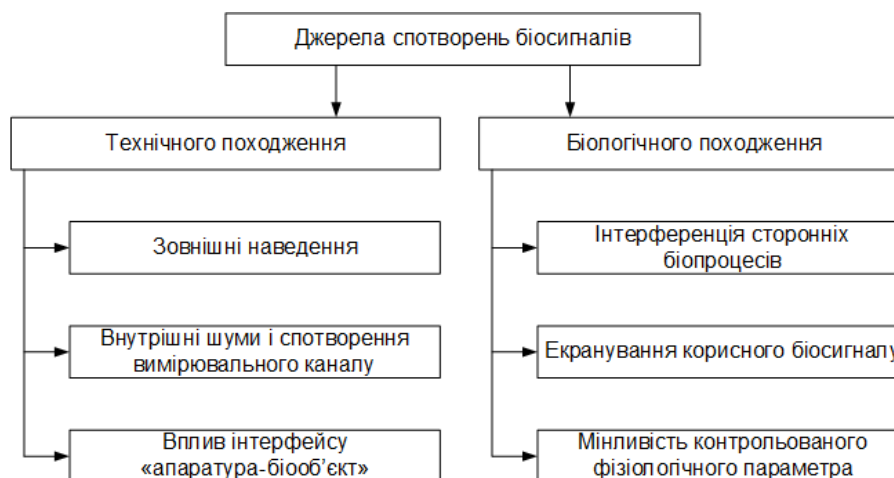 Джерела спотворень біосигналів
Технічного походження
Біологічного походження
Зовнішні наведення
Інтерференція сторонніх
біопроцесів
Внутрішні шуми і спотворення
вимірювального каналу
Екранування корисного біосигналу
Вплив інтерфейсу
«апаратура-біооб’єкт»
Мінливість контрольованого
фізіологічного параметра